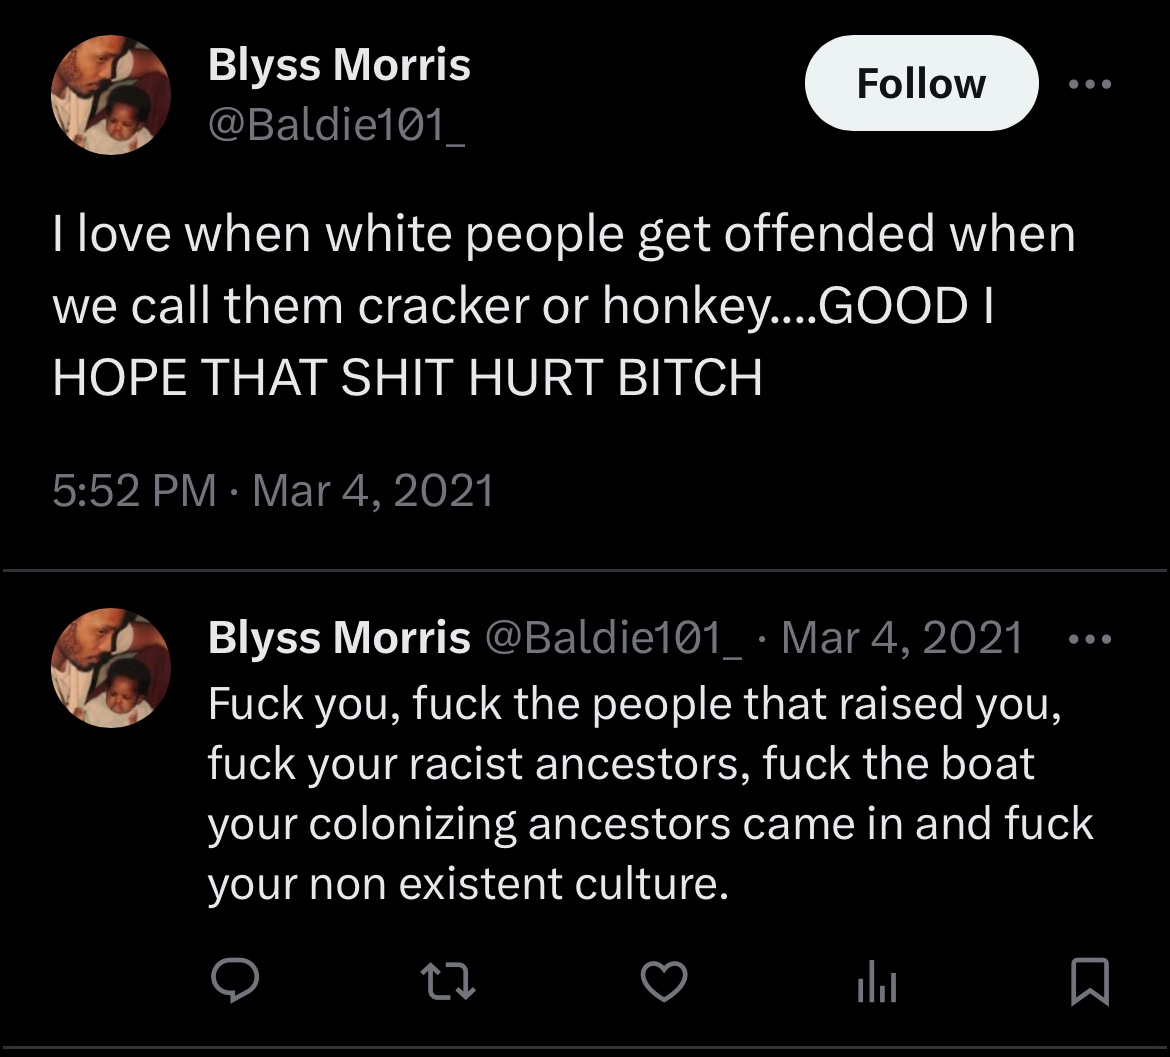 Blyss Morris
Follow
@Baldie101_
I love when white people get offended when
we call them cracker or honkey....GOOD I
HOPE THAT SHIT HURT BITCH
5:52 PM · Mar 4, 2021
Blyss Morris @Baldie101_ · Mar 4, 2021
Fuck you, fuck the people that raised you,
fuck your racist ancestors, fuck the boat
your colonizing ancestors came in and fuck
your non existent culture.